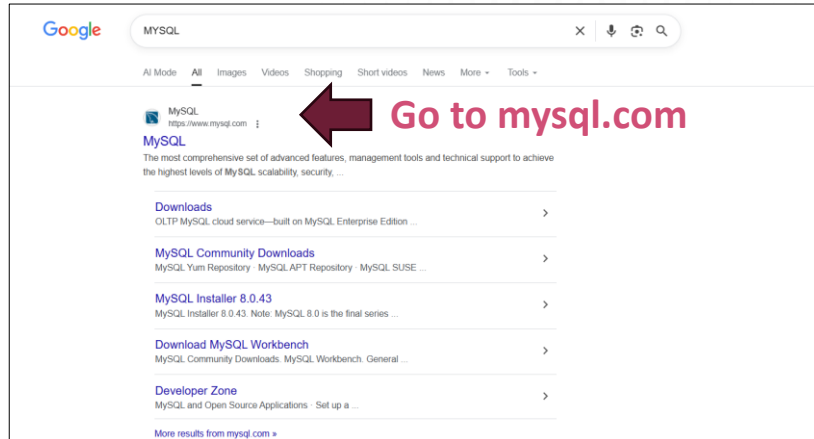 Google
MYSQL
AI Mode All Images Videos Shopping Short videos News More Tools
MySQL
https://www.mysql.com
Go to mysql.com
MySQL
The most comprehensive set of advanced features, management tools and technical support to achieve
the highest levels of MySQL scalability, security, ...
Downloads
OLTP MySQL cloud service—built on MySQL Enterprise Edition ...
MySQL Community Downloads
MySQL Yum Repository · MySQL APT Repository · MySQL SUSE ...
MySQL Installer 8.0.43
MySQL Installer 8.0.43. Note: MySQL 8.0 is the final series ...
Download MySQL Workbench
MySQL Community Downloads. MySQL Workbench. General ...
Developer Zone
MySQL and Open Source Applications · Set up a ...
More results from mysql.com »